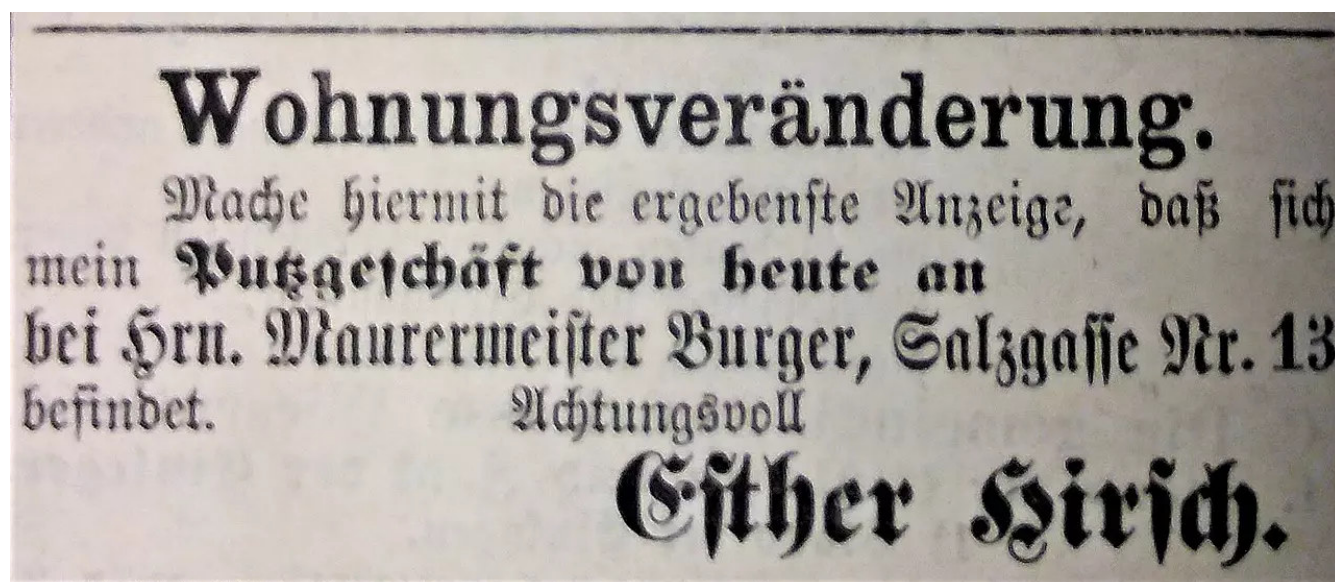 Wohnungsveränderung.
Mache hiermit die ergebenſte Anzeige, daß ſich
mein Putzgeſchäft von heute an
bei Hrn. Maurermeiſter Burger, Salzgaſſe Nr. 13
befindet. Achtungsvoll
Eſther Hirſch.